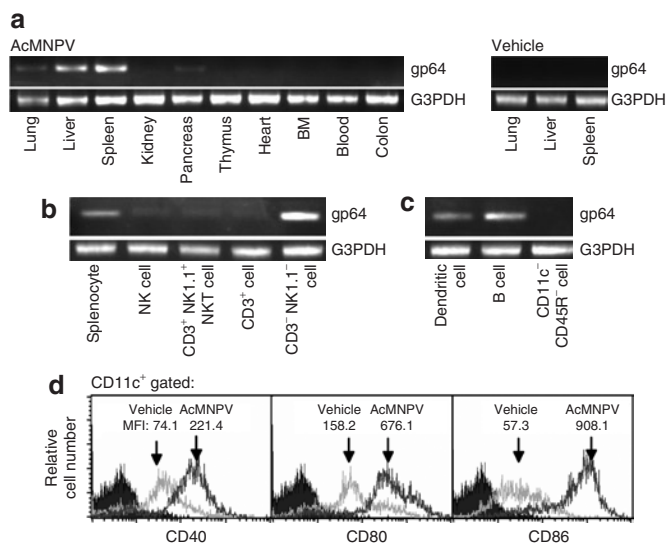 a
AcMNPV
Vehicle
gp64
gp64
G3PDH
G3PDH
Lung
Liver
Spleen
Kidney
Pancreas
Thymus
Heart
BM
Blood
Colon
Lung
Liver
Spleen
b
gp64
G3PDH
Splenocyte
NK cell
CD3⁺ NK1.1⁺
NKT cell
CD3⁺ cell
CD3⁻ NK1.1⁻
cell
c
gp64
G3PDH
Dendritic
cell
B cell
CD11c⁻
CD45R⁻ cell
d
CD11c⁺ gated:
Relative
cell number
Vehicle AcMNPV
MFI: 74.1 221.4
Vehicle AcMNPV
158.2 676.1
Vehicle AcMNPV
57.3 908.1
CD40
CD80
CD86